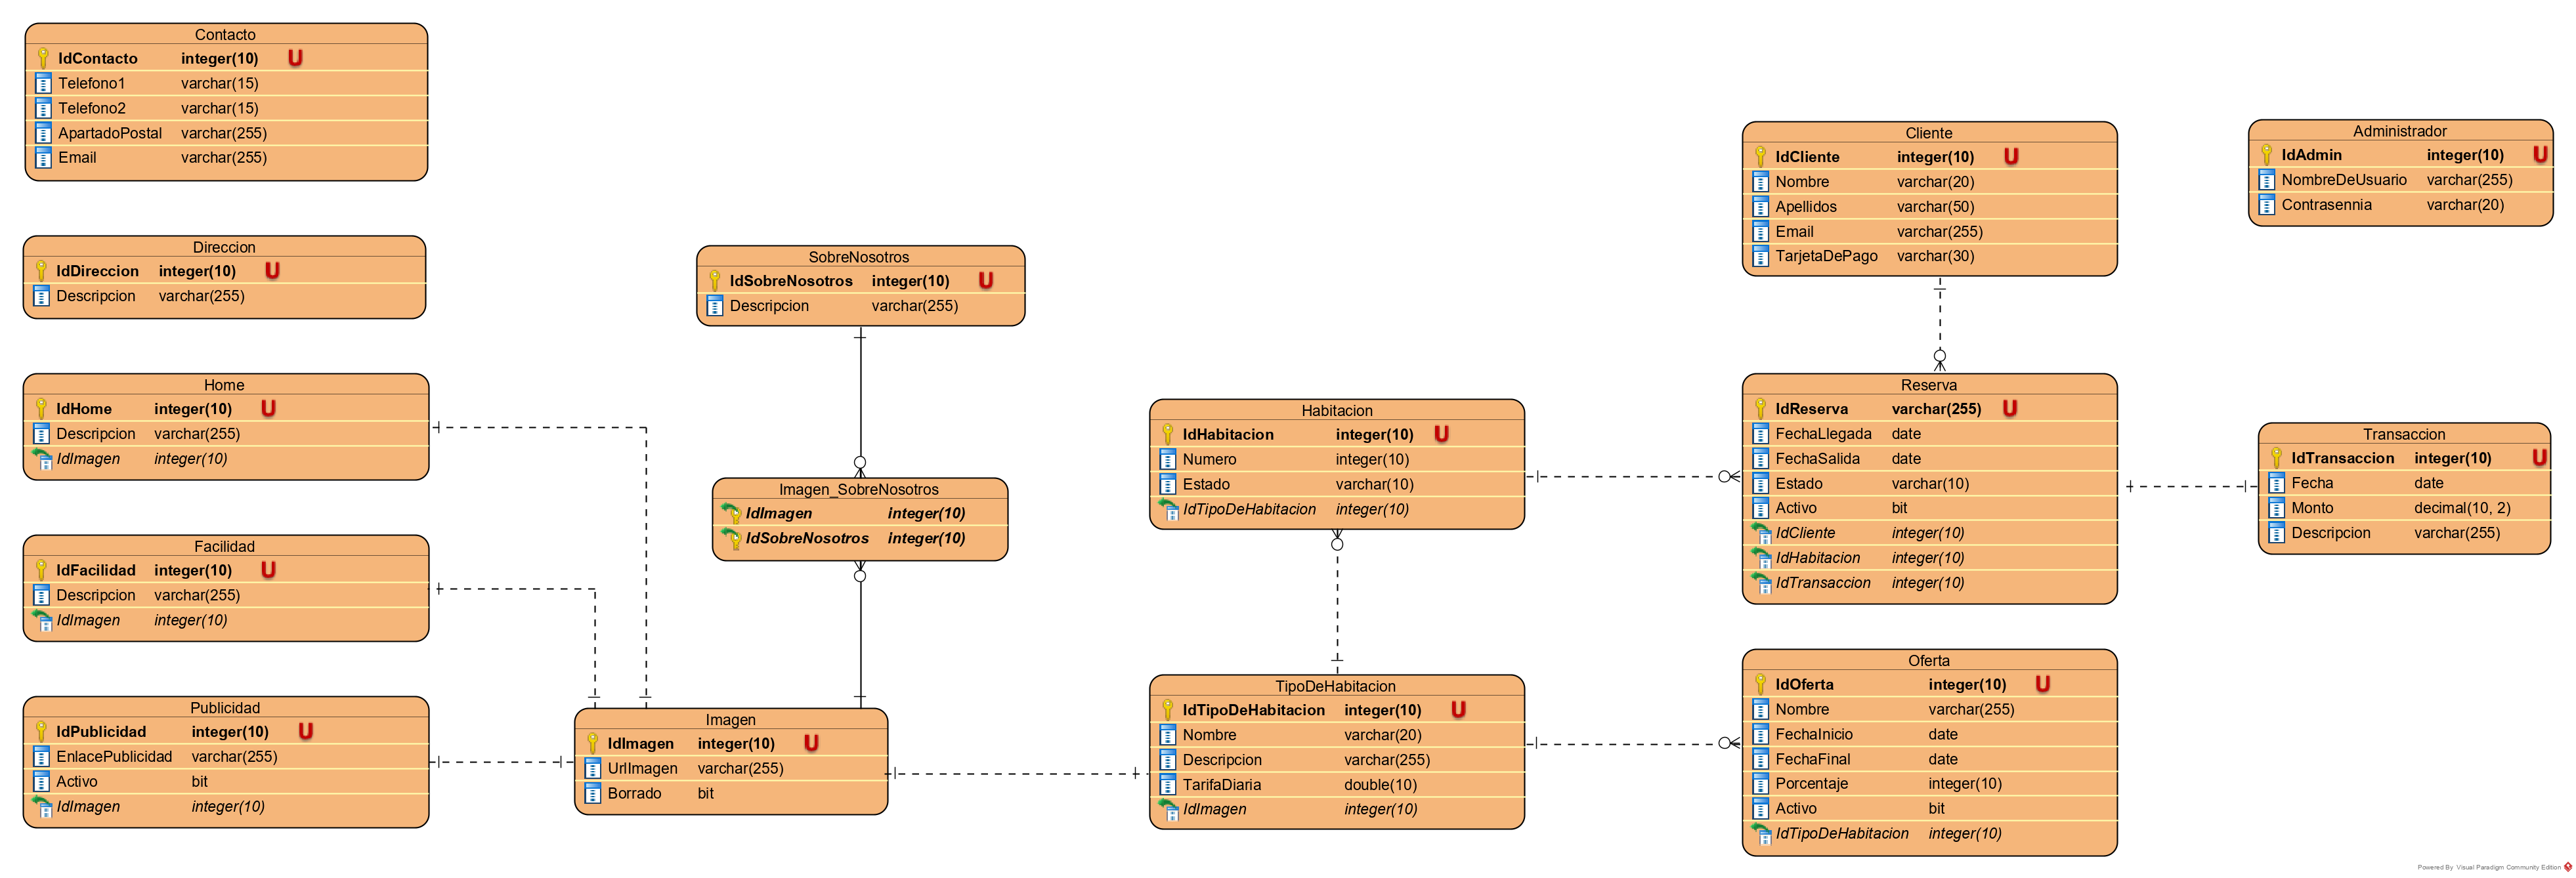 Contacto
IdContacto integer(10) U
Telefono1 varchar(15)
Telefono2 varchar(15)
ApartadoPostal varchar(255)
Email varchar(255)
Direccion
IdDireccion integer(10) U
Descripcion varchar(255)
Home
IdHome integer(10) U
Descripcion varchar(255)
IdImagen integer(10)
Facilidad
IdFacilidad integer(10) U
Descripcion varchar(255)
IdImagen integer(10)
Publicidad
IdPublicidad integer(10) U
EnlacePublicidad varchar(255)
Activo bit
IdImagen integer(10)
SobreNosotros
IdSobreNosotros integer(10) U
Descripcion varchar(255)
Imagen_SobreNosotros
IdImagen integer(10)
IdSobreNosotros integer(10)
Imagen
IdImagen integer(10) U
UrlImagen varchar(255)
Borrado bit
Habitacion
IdHabitacion integer(10) U
Numero integer(10)
Estado varchar(10)
IdTipoDeHabitacion integer(10)
TipoDeHabitacion
IdTipoDeHabitacion integer(10) U
Nombre varchar(20)
Descripcion varchar(255)
TarifaDiaria double(10)
IdImagen integer(10)
Cliente
IdCliente integer(10) U
Nombre varchar(20)
Apellidos varchar(50)
Email varchar(255)
TarjetaDePago varchar(30)
Reserva
IdReserva varchar(255) U
FechaLlegada date
FechaSalida date
Estado varchar(10)
Activo bit
IdCliente integer(10)
IdHabitacion integer(10)
IdTransaccion integer(10)
Oferta
IdOferta integer(10) U
Nombre varchar(255)
FechaInicio date
FechaFinal date
Porcentaje integer(10)
Activo bit
IdTipoDeHabitacion integer(10)
Administrador
IdAdmin integer(10) U
NombreDeUsuario varchar(255)
Contrasennia varchar(20)
Transaccion
IdTransaccion integer(10) U
Fecha date
Monto decimal(10, 2)
Descripcion varchar(255)
Powered By Visual Paradigm Community Edition